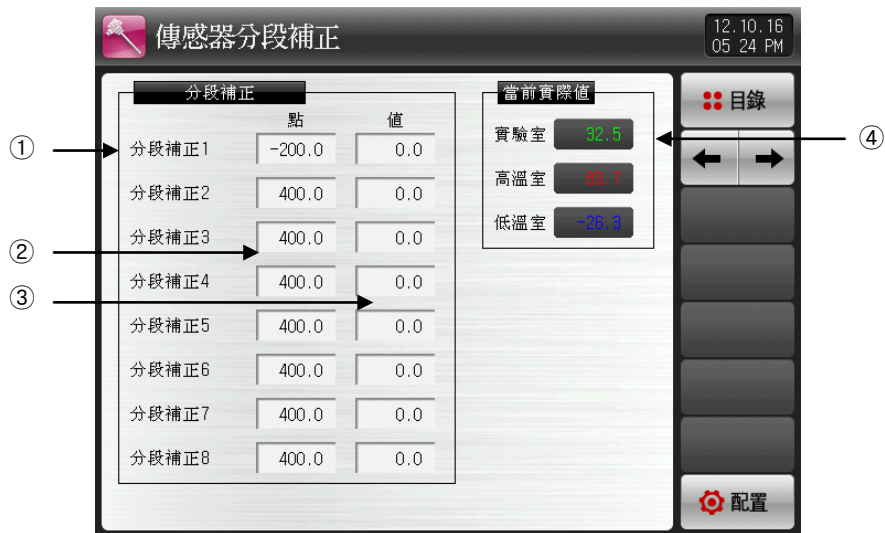 傳感器分段補正
12.10.16
05 24 PM
分段補正
點 值
① 分段補正1 -200.0 0.0
分段補正2 400.0 0.0
② 分段補正3 400.0 0.0
③ 分段補正4 400.0 0.0
分段補正5 400.0 0.0
分段補正6 400.0 0.0
分段補正7 400.0 0.0
分段補正8 400.0 0.0
當前實際值
實驗室 32.5
高溫室 33.7
低溫室 -26.3
④
目錄
← →
配置